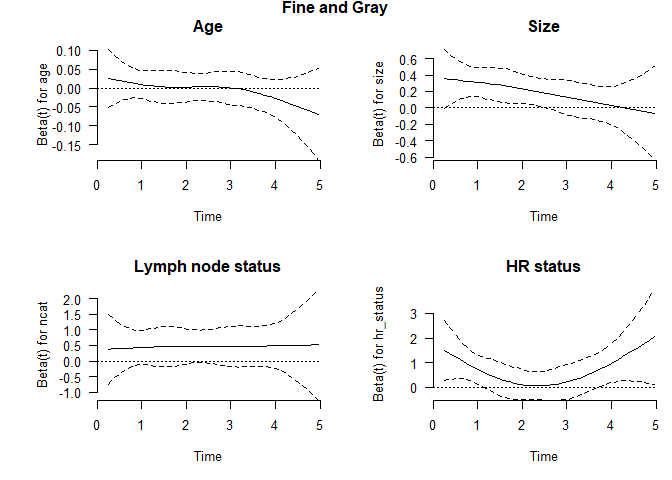 Fine and Gray
Age
Beta(t) for age
0.10
0.05
0.00
-0.05
-0.10
-0.15
0 1 2 3 4 5
Time
Size
Beta(t) for size
0.6
0.4
0.2
0.0
-0.2
-0.4
-0.6
0 1 2 3 4 5
Time
Lymph node status
Beta(t) for ncat
2.0
1.5
1.0
0.5
0.0
-0.5
-1.0
0 1 2 3 4 5
Time
HR status
Beta(t) for hr_status
3
2
1
0
0 1 2 3 4 5
Time